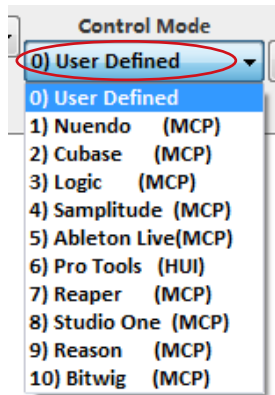 Control Mode
0) User Defined
0) User Defined
1) Nuendo (MCP)
2) Cubase (MCP)
3) Logic (MCP)
4) Samplitude (MCP)
5) Ableton Live(MCP)
6) Pro Tools (HUI)
7) Reaper (MCP)
8) Studio One (MCP)
9) Reason (MCP)
10) Bitwig (MCP)